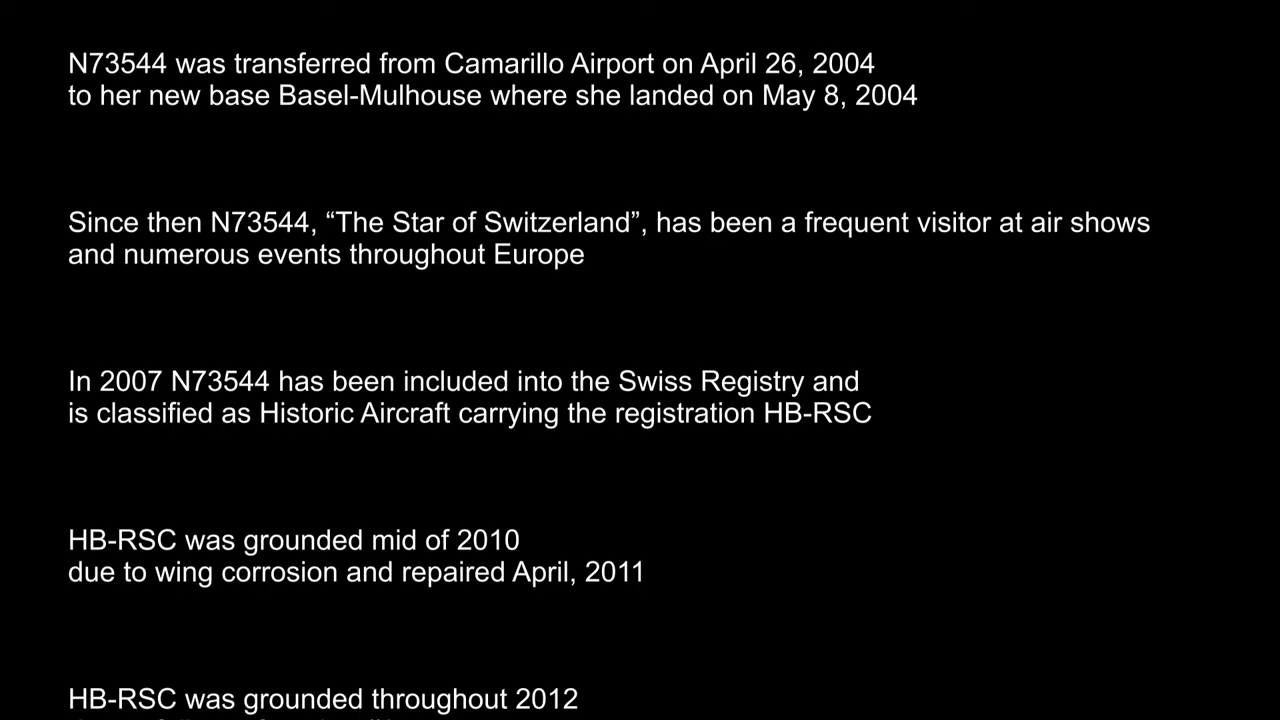 N73544 was transferred from Camarillo Airport on April 26, 2004
to her new base Basel-Mulhouse where she landed on May 8, 2004
Since then N73544, “The Star of Switzerland”, has been a frequent visitor at air shows
and numerous events throughout Europe
In 2007 N73544 has been included into the Swiss Registry and
is classified as Historic Aircraft carrying the registration HB-RSC
HB-RSC was grounded mid of 2010
due to wing corrosion and repaired April, 2011
HB-RSC was grounded throughout 2012